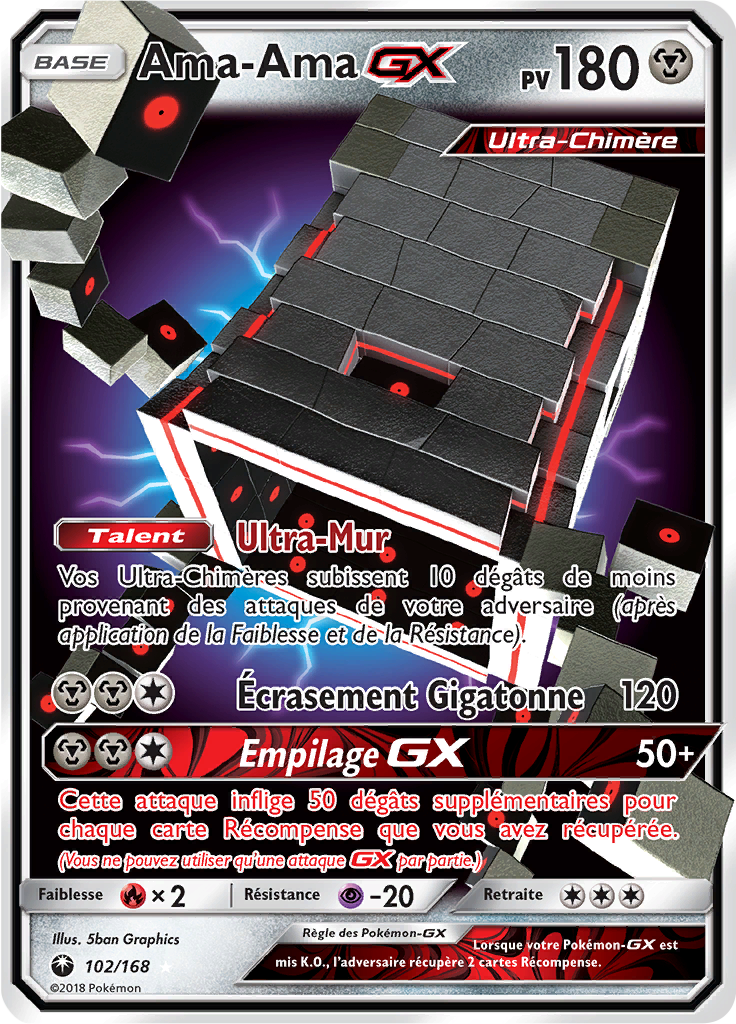 BASE Ama-Ama GX PV 180
Ultra-Chimère
Talent Ultra-Mur
Vos Ultra-Chimères subissent 10 dégâts de moins
provenant des attaques de votre adversaire (après
application de la Faiblesse et de la Résistance).
Écrasement Gigatonne 120
Empilage GX 50+
Cette attaque inflige 50 dégâts supplémentaires pour
chaque carte Récompense que vous avez récupérée.
(Vous ne pouvez utiliser qu'une attaque GX par partie.)
Faiblesse ×2 Résistance -20 Retraite
Illus. 5ban Graphics
Règle des Pokémon-GX
Lorsque votre Pokémon-GX est
mis K.O., l'adversaire récupère 2 cartes Récompense.
102/168
©2018 Pokémon